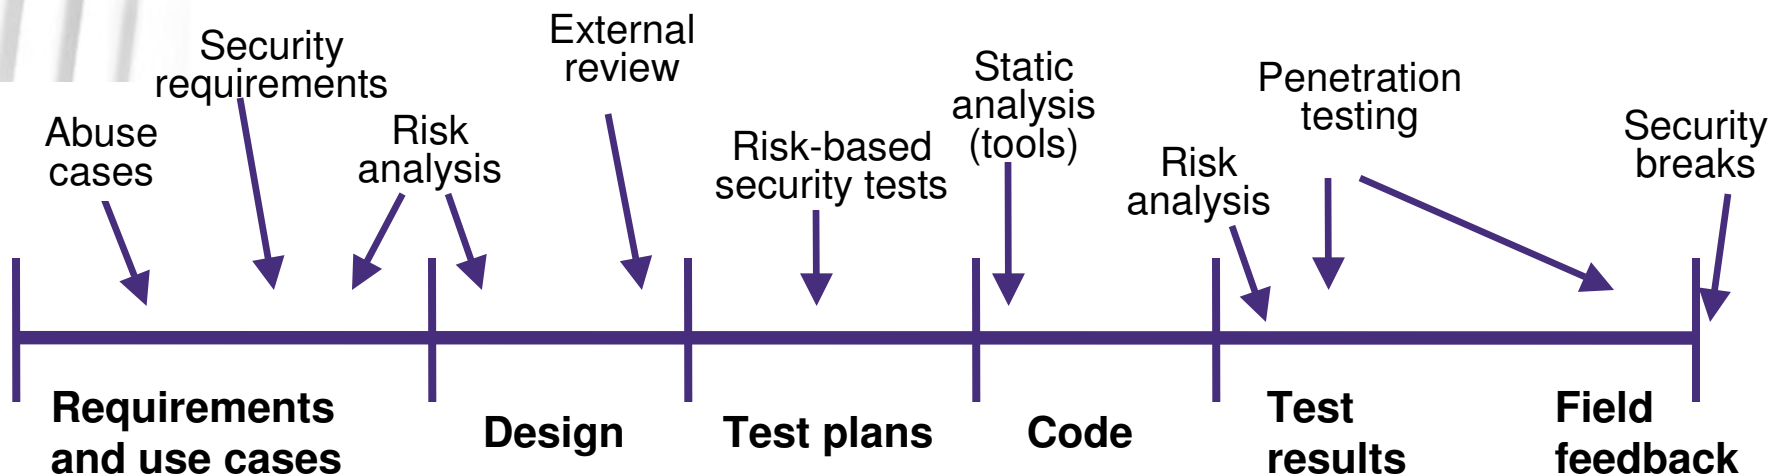 Abuse
cases
Security
requirements
Risk
analysis
External
review
Risk-based
security tests
Static
analysis
(tools)
Risk
analysis
Penetration
testing
Security
breaks
Requirements
and use cases
Design
Test plans
Code
Test
results
Field
feedback